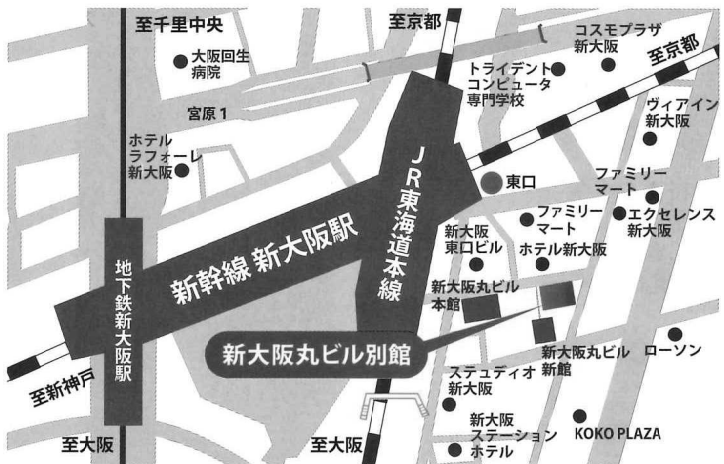 至千里中央
至京都
コスモプラザ
新大阪
至京都
大阪回生
病院
トライデント
コンピュータ
専門学校
宮原1
ヴィアイン
新大阪
ホテル
ラフォーレ
新大阪
JR東海道本線
東口
ファミリー
マート
ファミリー
マート
エクセレンス
新大阪
新大阪
東口ビル
ホテル新大阪
地下鉄新大阪駅
新幹線 新大阪駅
新大阪丸ビル
本館
新大阪丸ビル別館
新大阪丸ビル
新館
ローソン
至新神戸
ステュディオ
新大阪
新大阪
ステーション
ホテル
KOKO PLAZA
至大阪
至大阪